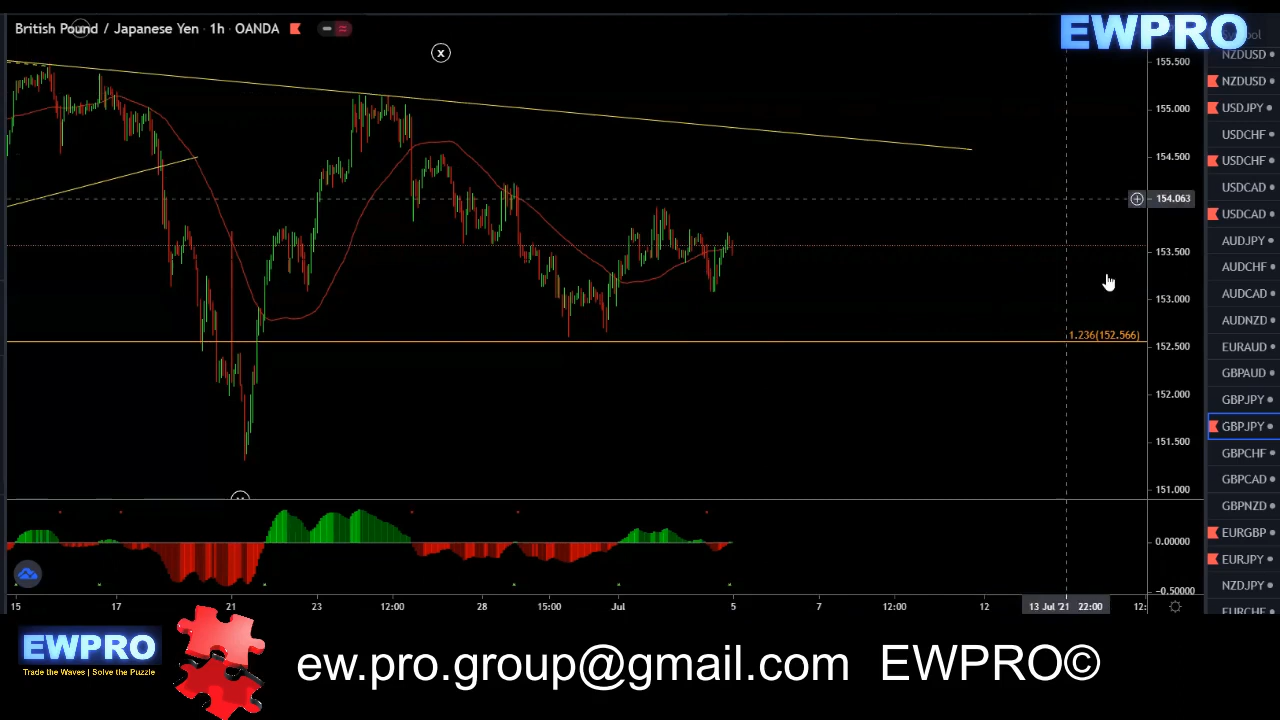 British Pound / Japanese Yen · 1h · OANDA
EWPRO
X
155.500
155.000
154.500
154.063
153.500
153.000
1.236(152.566)
152.500
152.000
151.500
151.000
0.00000
−0.50000
15 17 21 23 12:00 28 15:00 Jul 5 7 12:00 12 13 Jul '21 22:00 12:
NZDUSD
NZDUSD
USDJPY
USDCHF
USDCHF
USDCAD
USDCAD
AUDJPY
AUDCHF
AUDCAD
AUDNZD
EURAUD
GBPAUD
GBPJPY
GBPJPY
GBPCHF
GBPCAD
GBPNZD
EURGBP
EURJPY
NZDJPY
EURCHF
EWPRO
Trade the Waves | Solve the Puzzle
ew.pro.group@gmail.com EWPRO©